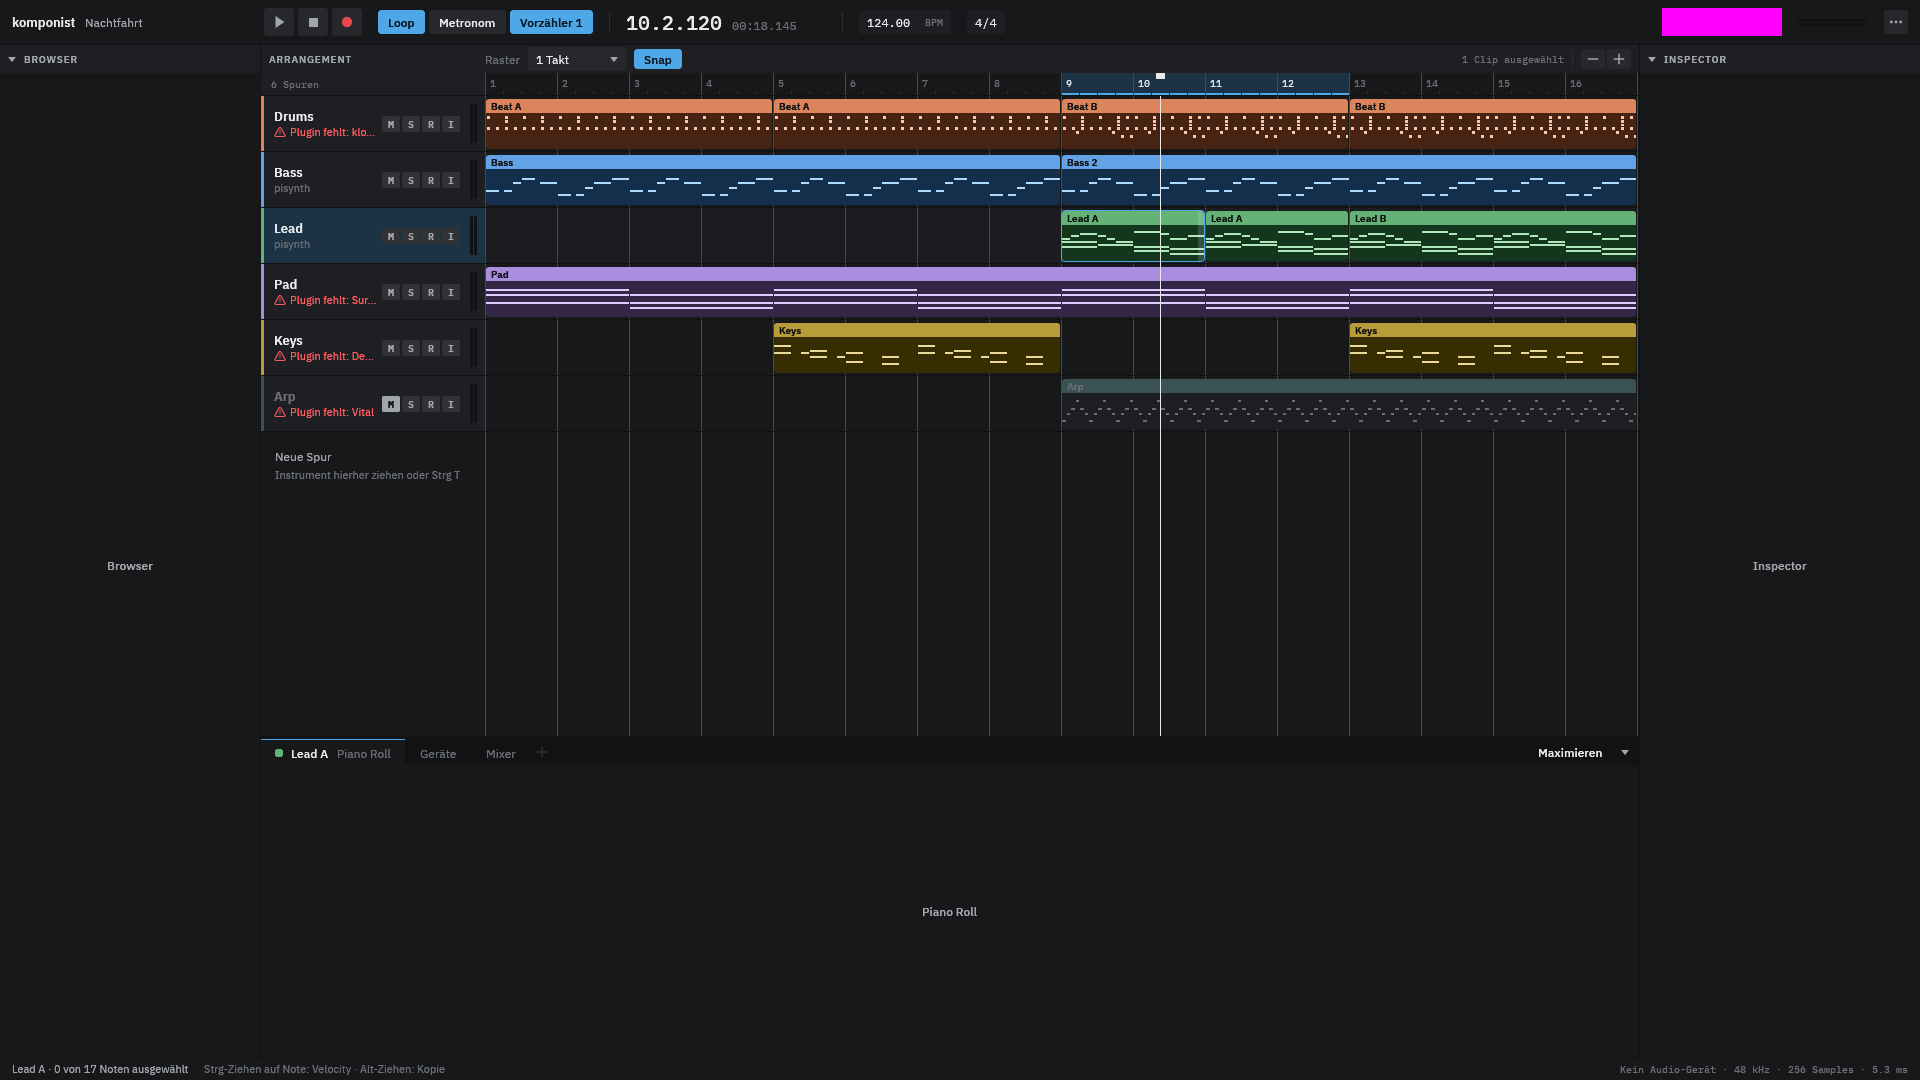 komponist Nachtfahrt Loop Metronom Vorzähler 1 10.2.120 00:18.145 124.00 BPM 4/4
BROWSER ARRANGEMENT Raster 1 Takt Snap 1 Clip ausgewählt INSPECTOR
6 Spuren 1 2 3 4 5 6 7 8 9 10 11 12 13 14 15 16
Drums M S R I Beat A Beat A Beat B Beat B
Plugin fehlt: klo...
Bass M S R I Bass Bass 2
pisynth
Lead M S R I Lead A Lead A Lead B
pisynth
Pad M S R I Pad
Plugin fehlt: Sur...
Keys M S R I Keys Keys
Plugin fehlt: De...
Arp M S R I Arp
Plugin fehlt: Vital
Neue Spur
Instrument hierher ziehen oder Strg T
Browser
Inspector
Lead A Piano Roll Geräte Mixer Maximieren
Piano Roll
Lead A · 0 von 17 Noten ausgewählt Strg-Ziehen auf Note: Velocity · Alt-Ziehen: Kopie Kein Audio-Gerät · 48 kHz · 256 Samples · 5.3 ms